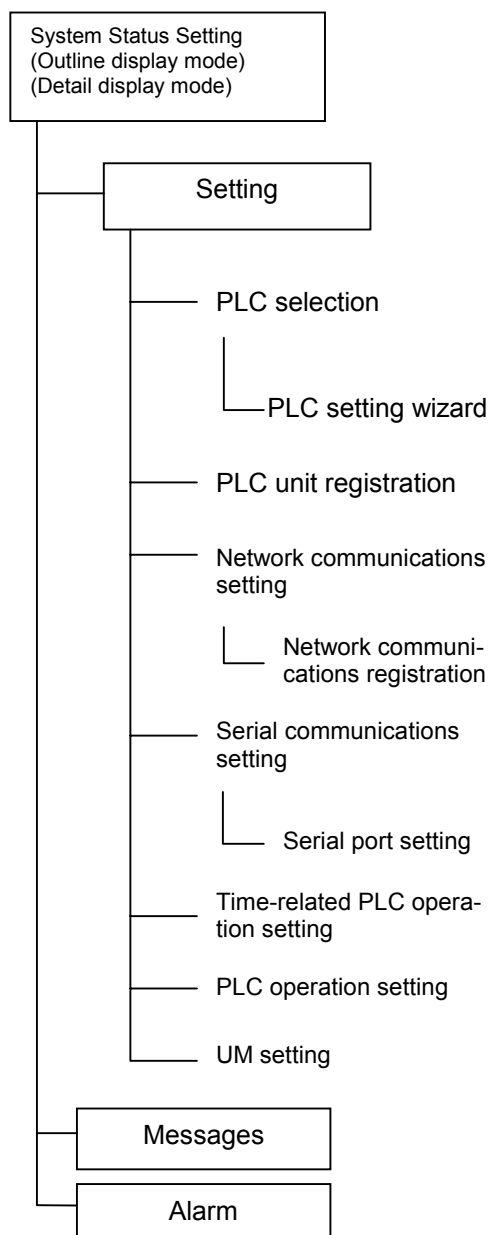 System Status Setting
(Outline display mode)
(Detail display mode)
Setting
PLC selection
PLC setting wizard
PLC unit registration
Network communications
setting
Network communi-
cations registration
Serial communications
setting
Serial port setting
Time-related PLC opera-
tion setting
PLC operation setting
UM setting
Messages
Alarm